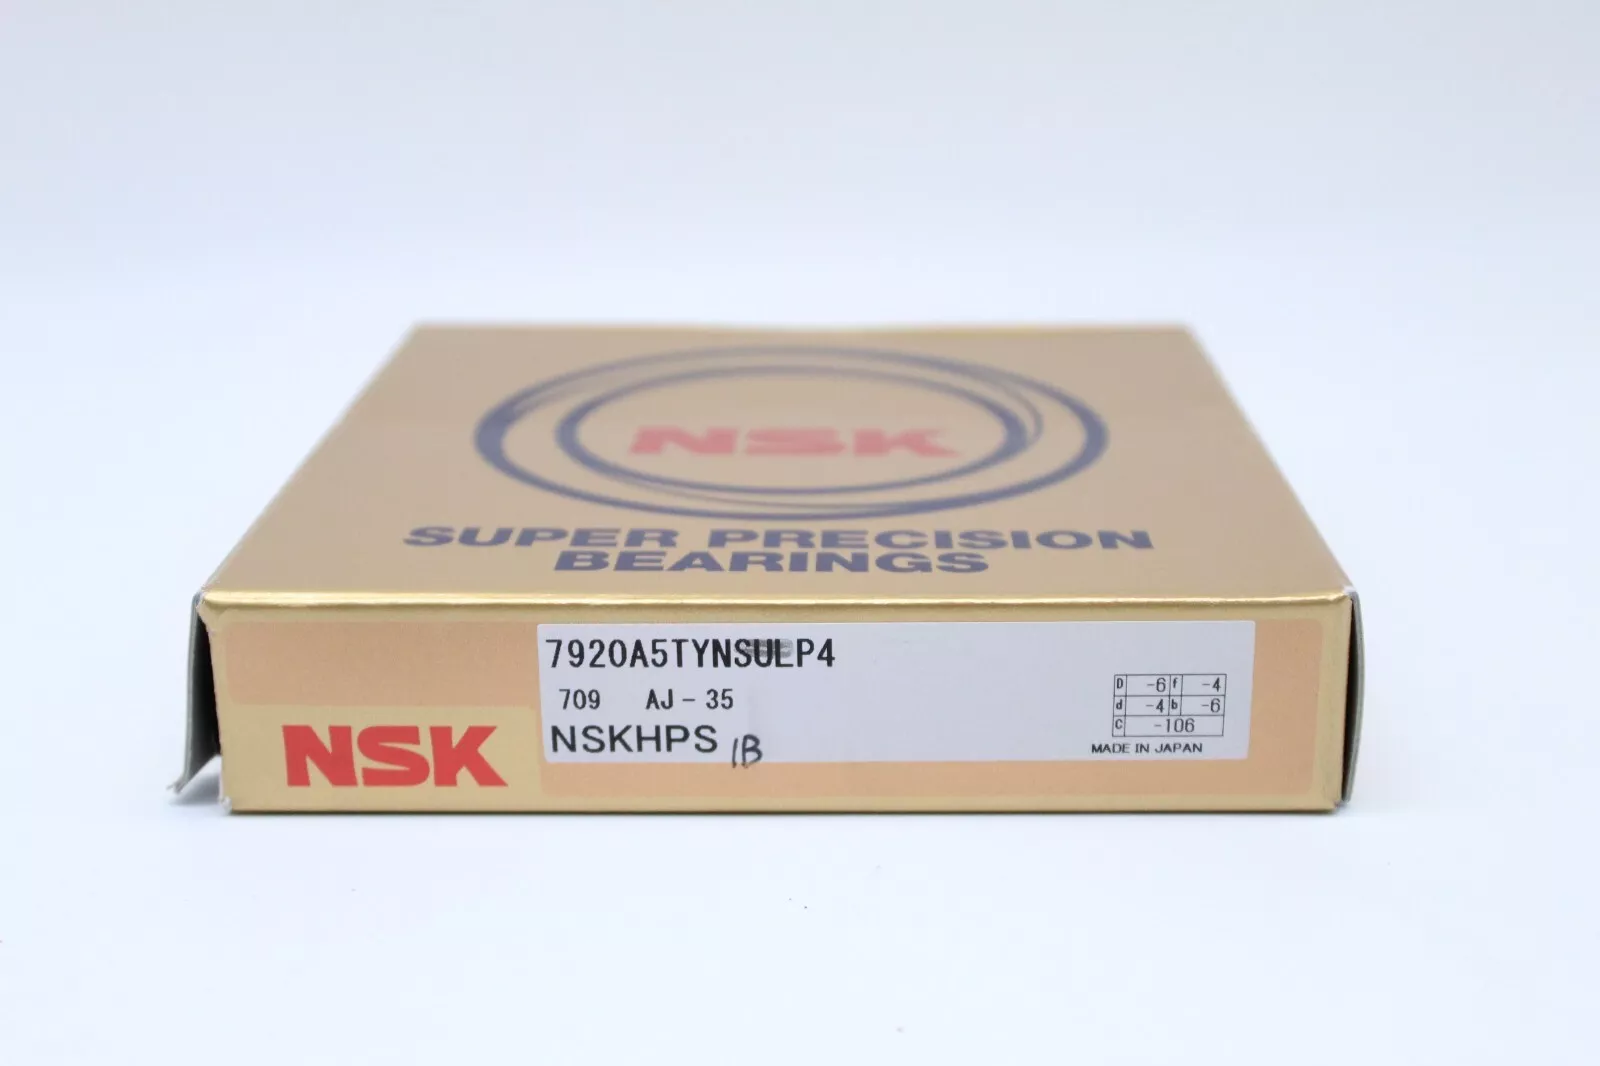 NSK
SUPER PRECISION
BEARINGS
7920A5TYNSULP4
709 AJ-35
NSKHPS 1B
NSK
D -6 f -4
d -4 b -6
C -106
MADE IN JAPAN